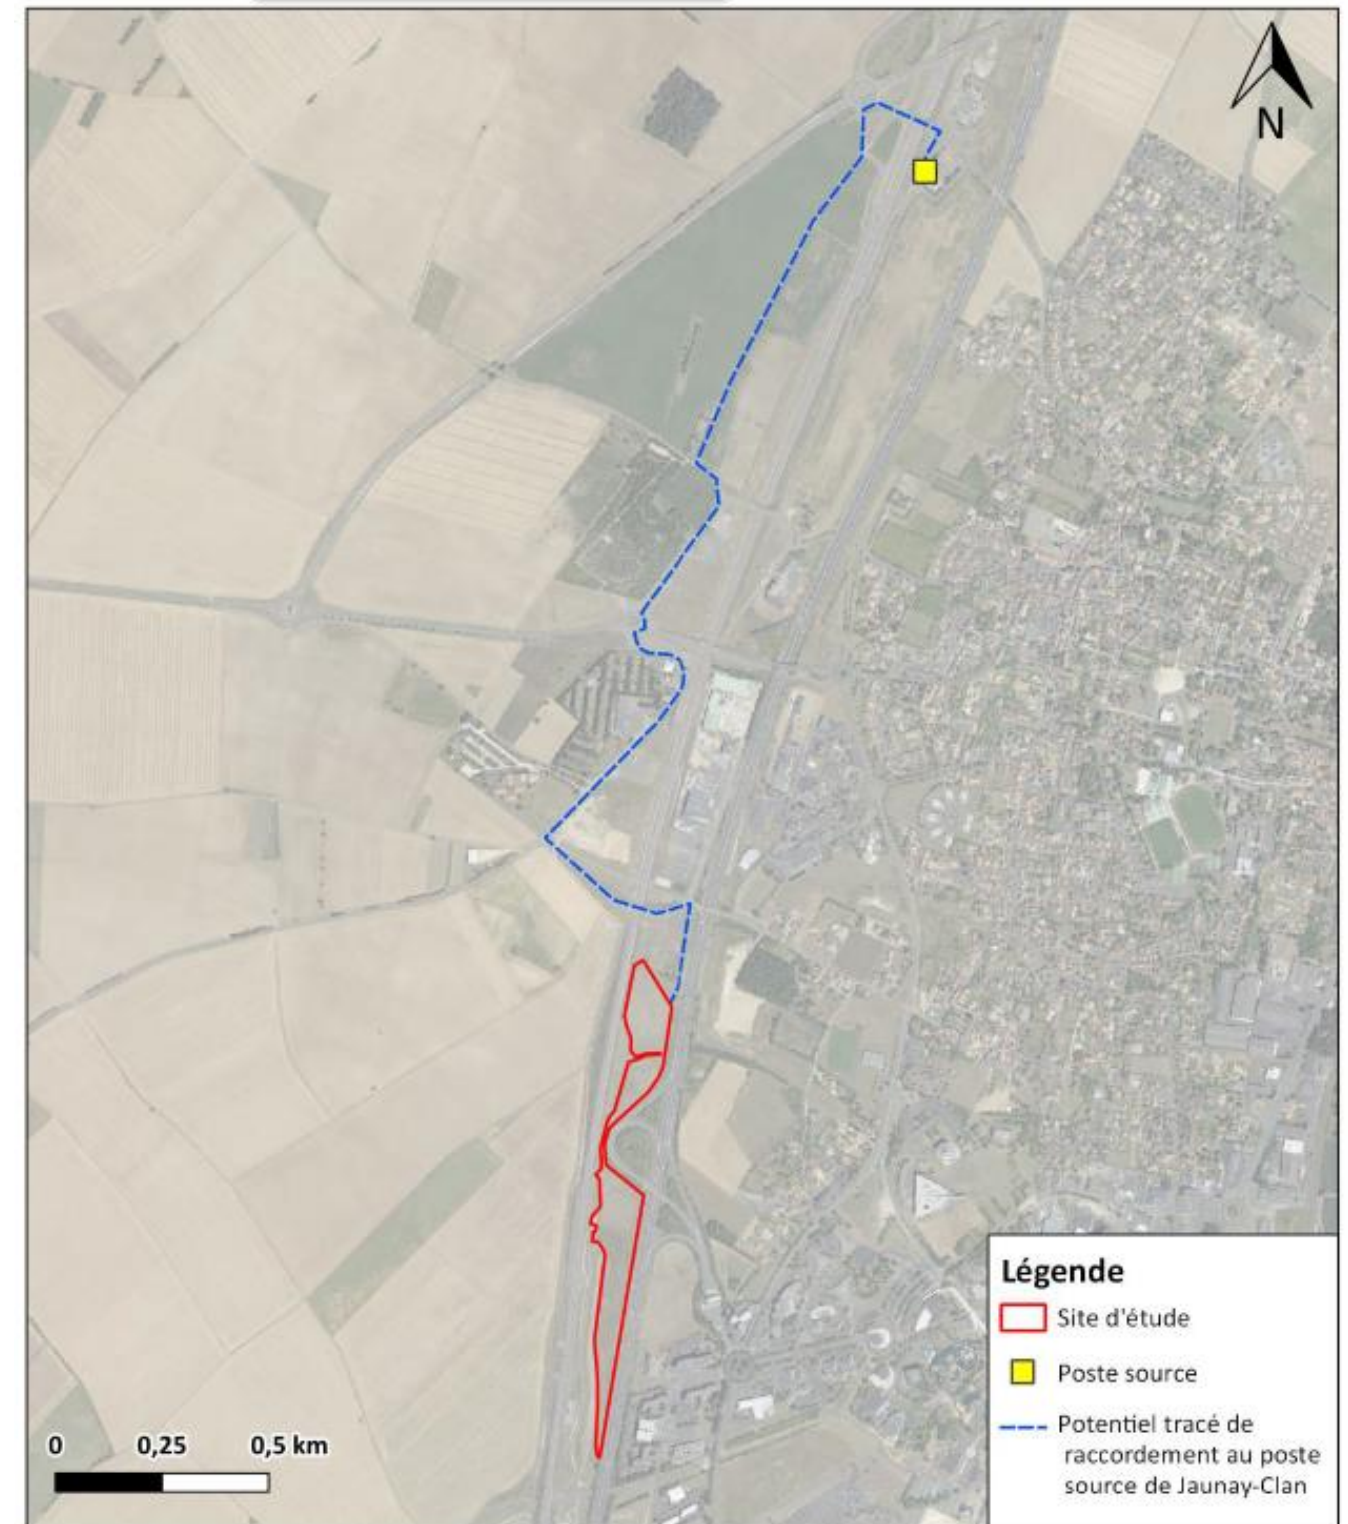 N
Légende
Site d'étude
Poste source
Potentiel tracé de
raccordement au poste
source de Jaunay-Clan
0 0,25 0,5 km